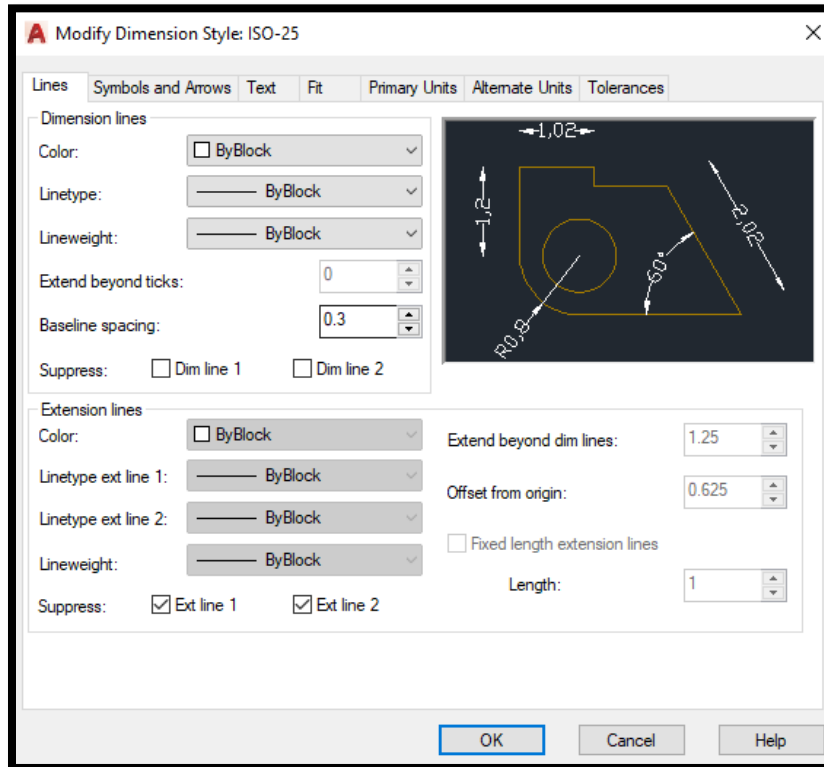 Modify Dimension Style: ISO-25
Lines Symbols and Arrows Text Fit Primary Units Alternate Units Tolerances
Dimension lines
Color: ByBlock
Linetype: ByBlock
Lineweight: ByBlock
Extend beyond ticks: 0
Baseline spacing: 0.3
Suppress: Dim line 1 Dim line 2
1,02
1,2
2,02
60°
R0,8
Extension lines
Color: ByBlock
Linetype ext line 1: ByBlock
Linetype ext line 2: ByBlock
Lineweight: ByBlock
Suppress: Ext line 1 Ext line 2
Extend beyond dim lines: 1.25
Offset from origin: 0.625
Fixed length extension lines
Length: 1
OK Cancel Help